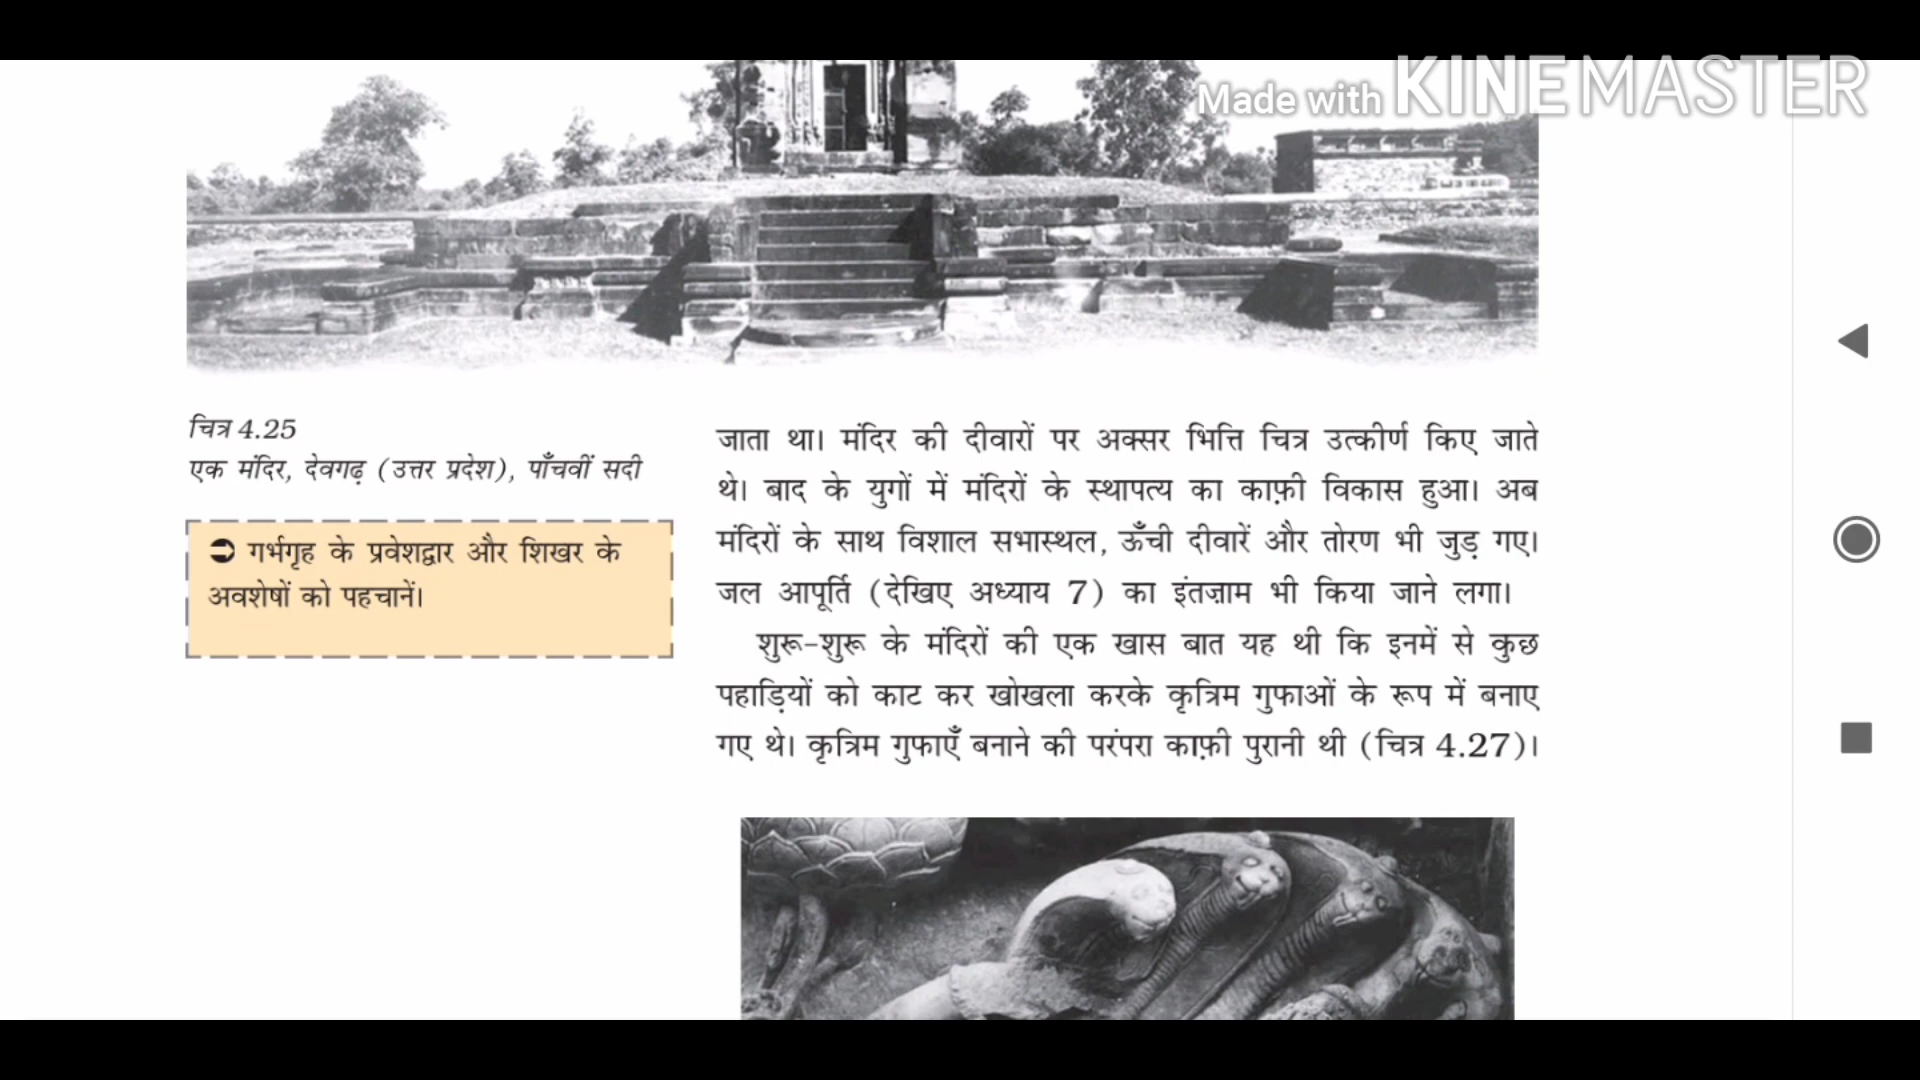 Made with KINEMASTER
चित्र 4.25
एक मंदिर, देवगढ़ (उत्तर प्रदेश), पाँचवीं सदी
➲ गर्भगृह के प्रवेशद्वार और शिखर के
अवशेषों को पहचानें।
जाता था। मंदिर की दीवारों पर अक्सर भित्ति चित्र उत्कीर्ण किए जाते
थे। बाद के युगों में मंदिरों के स्थापत्य का काफ़ी विकास हुआ। अब
मंदिरों के साथ विशाल सभास्थल, ऊँची दीवारें और तोरण भी जुड़ गए।
जल आपूर्ति (देखिए अध्याय 7) का इंतज़ाम भी किया जाने लगा।
शुरू-शुरू के मंदिरों की एक खास बात यह थी कि इनमें से कुछ
पहाड़ियों को काट कर खोखला करके कृत्रिम गुफाओं के रूप में बनाए
गए थे। कृत्रिम गुफाएँ बनाने की परंपरा काफ़ी पुरानी थी (चित्र 4.27)।